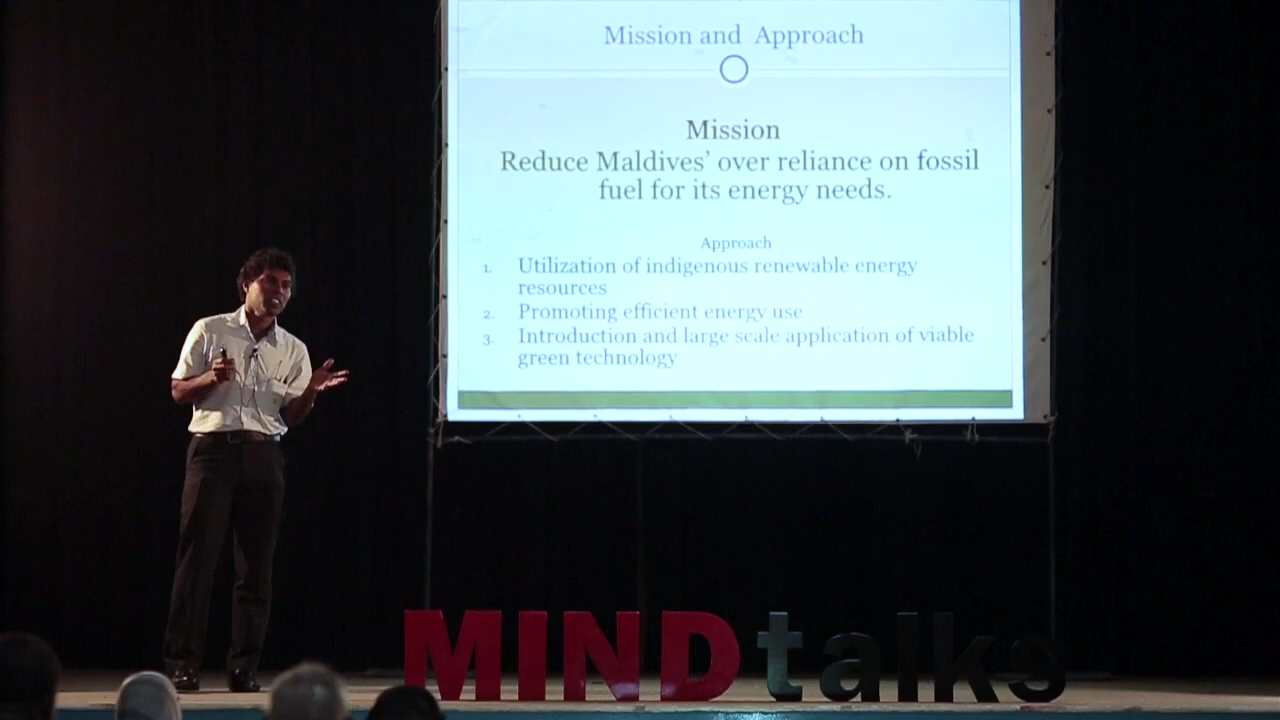 Mission and Approach
Mission
Reduce Maldives' over reliance on fossil
fuel for its energy needs.
Approach
1. Utilization of indigenous renewable energy
resources
2. Promoting efficient energy use
3. Introduction and large scale application of viable
green technology
MIND talks